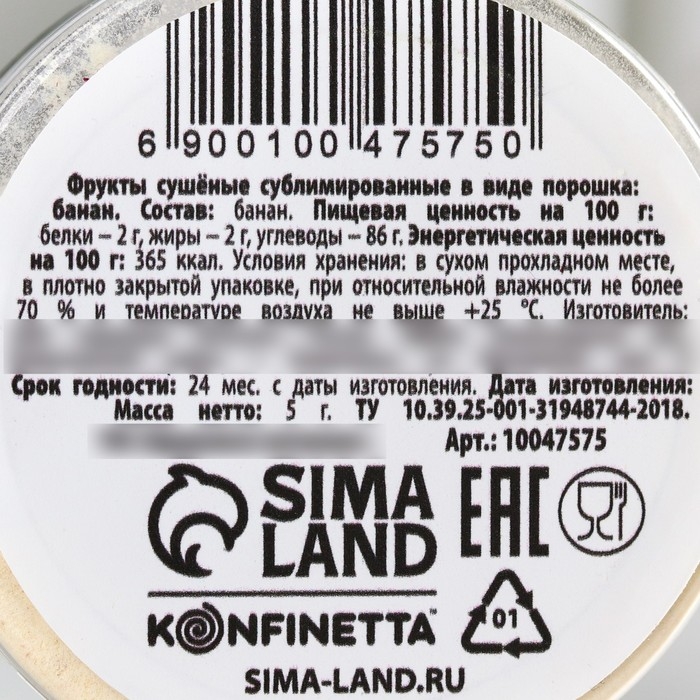 6 900100 475750
Фрукты сушёные сублимированные в виде порошка:
банан. Состав: банан. Пищевая ценность на 100 г:
белки – 2 г, жиры – 2 г, углеводы – 86 г. Энергетическая ценность
на 100 г: 365 ккал. Условия хранения: в сухом прохладном месте,
в плотно закрытой упаковке, при относительной влажности не более
70 % и температуре воздуха не выше +25 °С. Изготовитель:
Срок годности: 24 мес. с даты изготовления. Дата изготовления:
Масса нетто: 5 г. ТУ 10.39.25-001-31948744-2018.
Арт.: 10047575
SIMA
LAND
EAC
KONFINETTA™
01
SIMA-LAND.RU